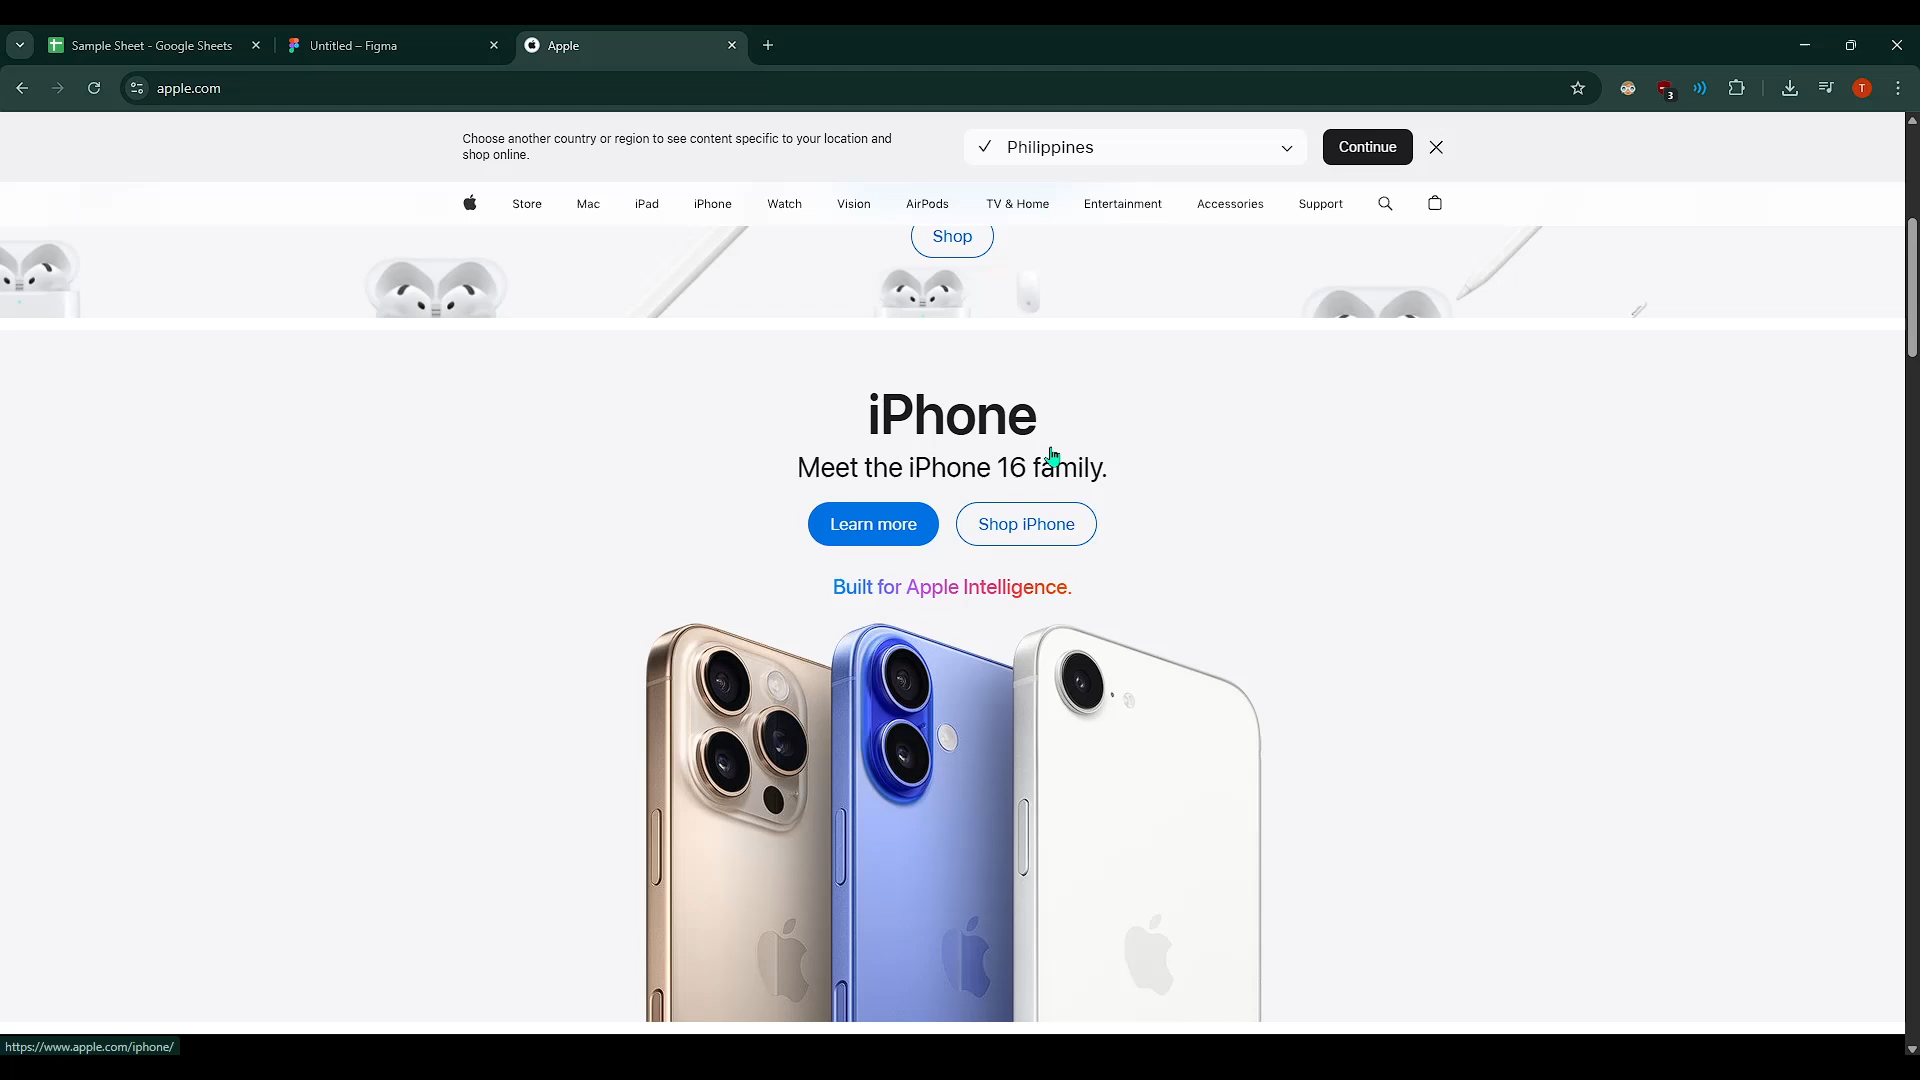 Sample Sheet - Google Sheets
Untitled – Figma
Apple
apple.com
3
T
Choose another country or region to see content specific to your location and
shop online.
Philippines
Continue
Store
Mac
iPad
iPhone
Watch
Vision
AirPods
TV & Home
Entertainment
Accessories
Support
Shop
iPhone
Meet the iPhone 16 family.
Learn more
Shop iPhone
Built for Apple Intelligence.
https://www.apple.com/iphone/